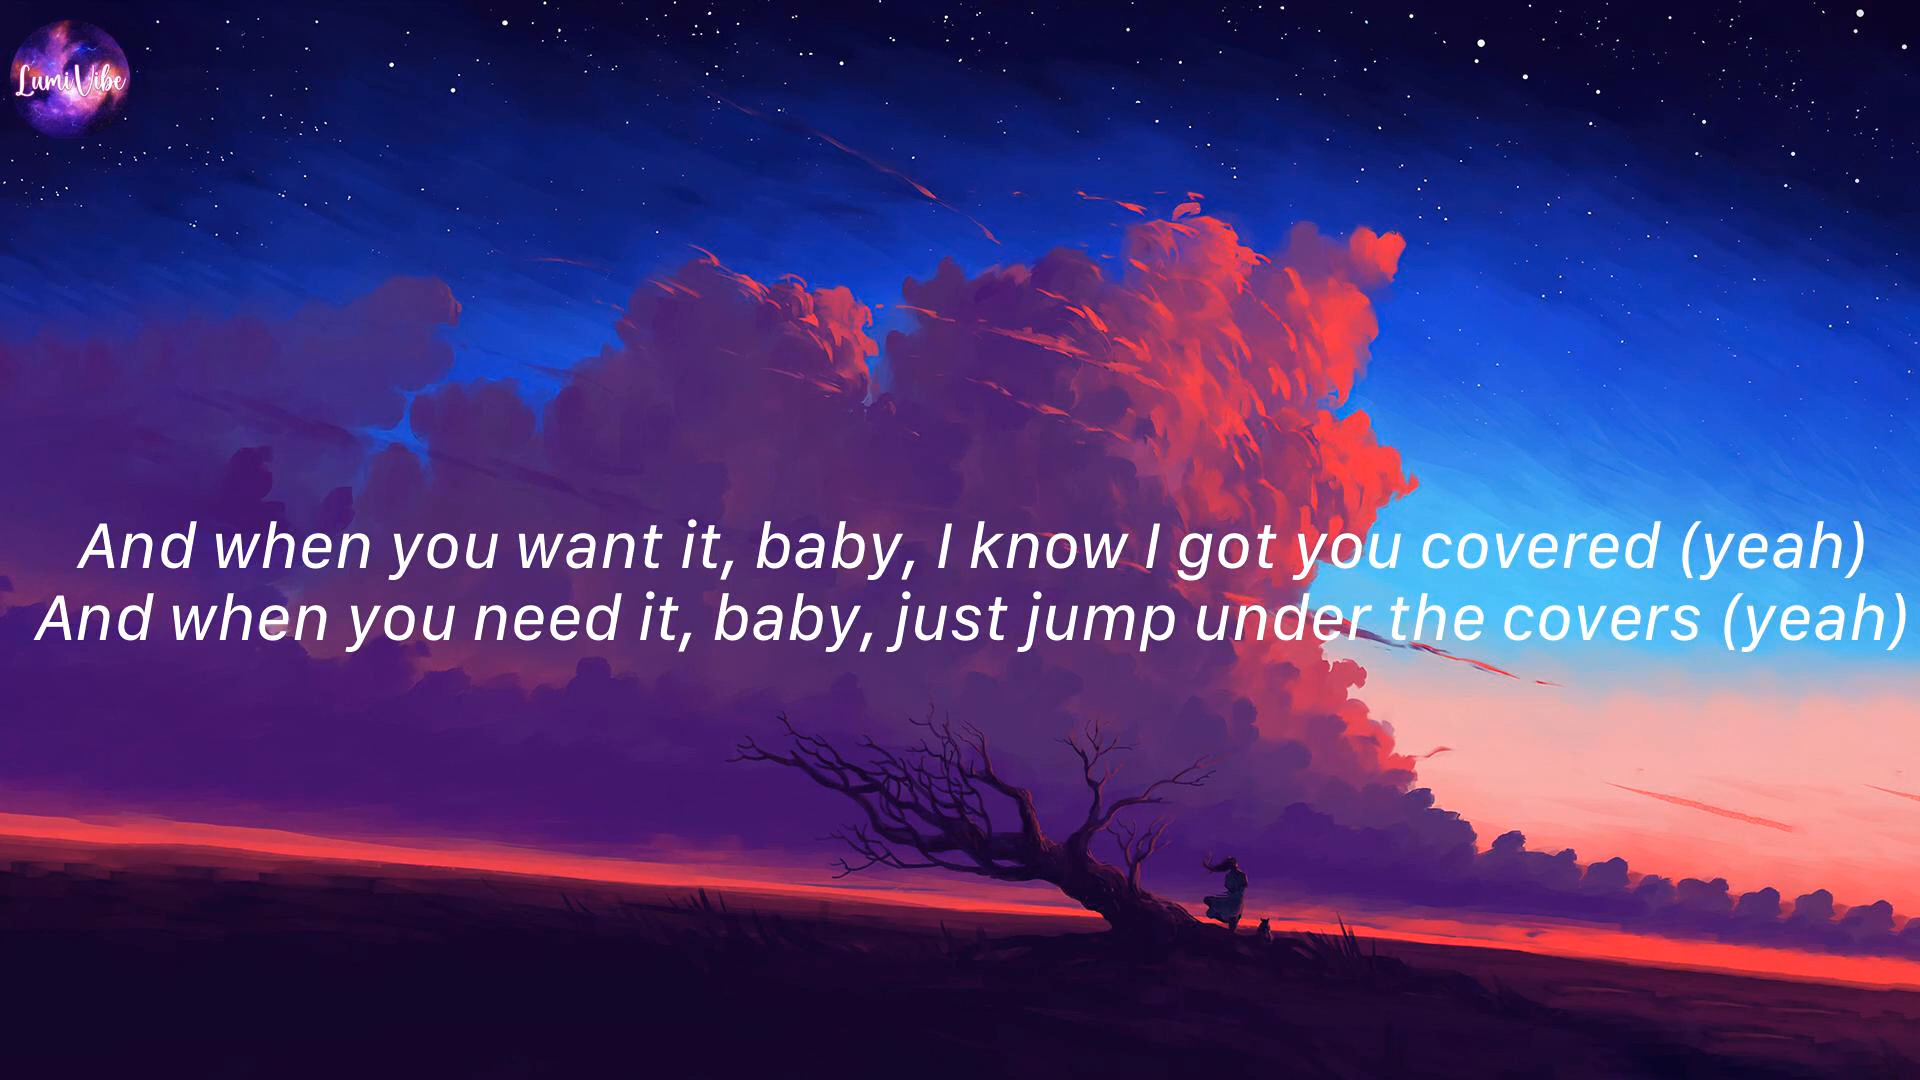 LumiVibe
And when you want it, baby, I know I got you covered (yeah)
And when you need it, baby, just jump under the covers (yeah)